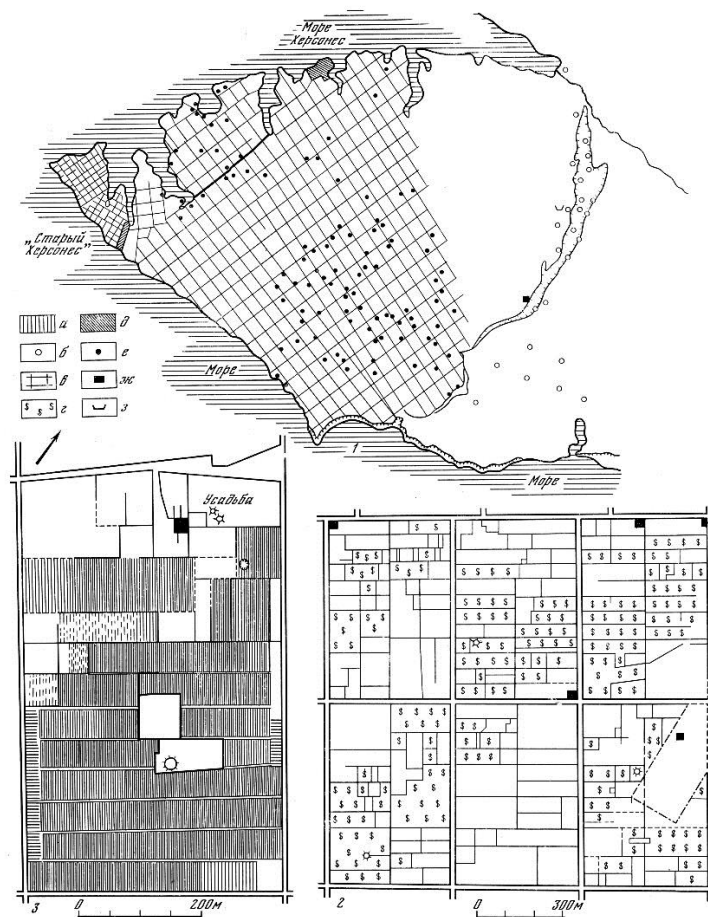 Море
Херсонес
„Старый
Херсонес"
а
д
б
е
в
ж
г
з
Море
1
Море
Усадьба
3
0
200м
2
0
300м